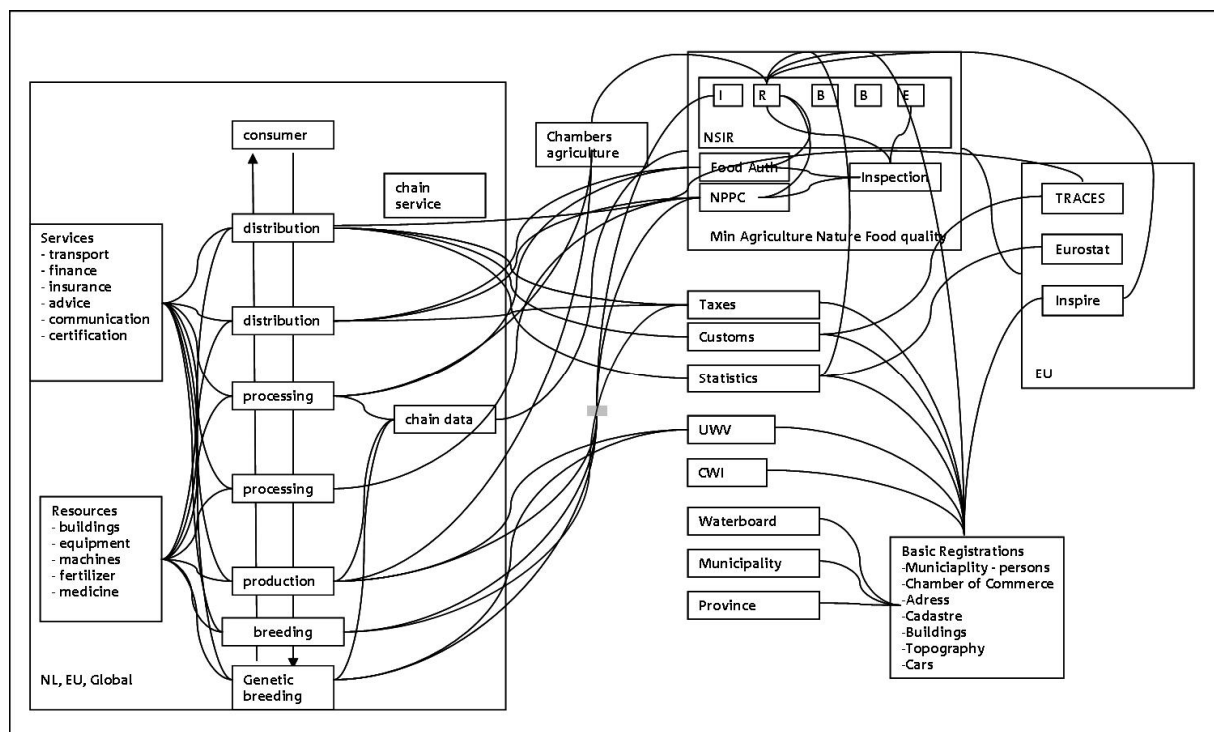 consumer
chain
service
distribution
Services
- transport
- finance
- insurance
- advice
- communication
- certification
distribution
processing
chain data
processing
Resources
- buildings
- equipment
- machines
- fertilizer
- medicine
production
breeding
Genetic
breeding
NL, EU, Global
Chambers
agriculture
I
R
B
B
E
NSIR
Food Auth
Inspection
NPPC
Min Agriculture Nature Food quality
TRACES
Eurostat
Inspire
EU
Taxes
Customs
Statistics
UWV
CWI
Waterboard
Municipality
Province
Basic Registrations
-Municiaplity - persons
-Chamber of Commerce
-Adress
-Cadastre
-Buildings
-Topography
-Cars